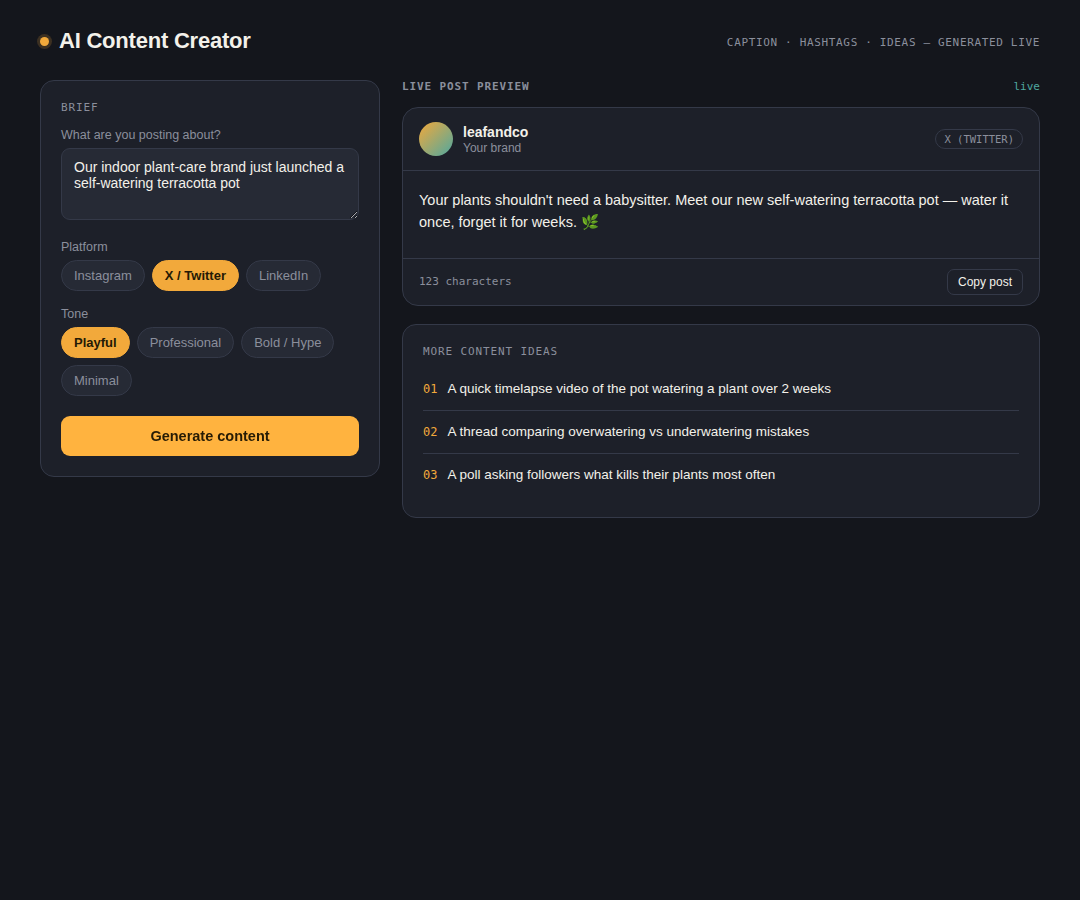 AI Content Creator
CAPTION · HASHTAGS · IDEAS — GENERATED LIVE
BRIEF
What are you posting about?
Our indoor plant-care brand just launched a
self-watering terracotta pot
Platform
Instagram
X / Twitter
LinkedIn
Tone
Playful
Professional
Bold / Hype
Minimal
Generate content
LIVE POST PREVIEW
live
leafandco
Your brand
X (TWITTER)
Your plants shouldn't need a babysitter. Meet our new self-watering terracotta pot — water it
once, forget it for weeks. 🌿
123 characters
Copy post
MORE CONTENT IDEAS
01 A quick timelapse video of the pot watering a plant over 2 weeks
02 A thread comparing overwatering vs underwatering mistakes
03 A poll asking followers what kills their plants most often